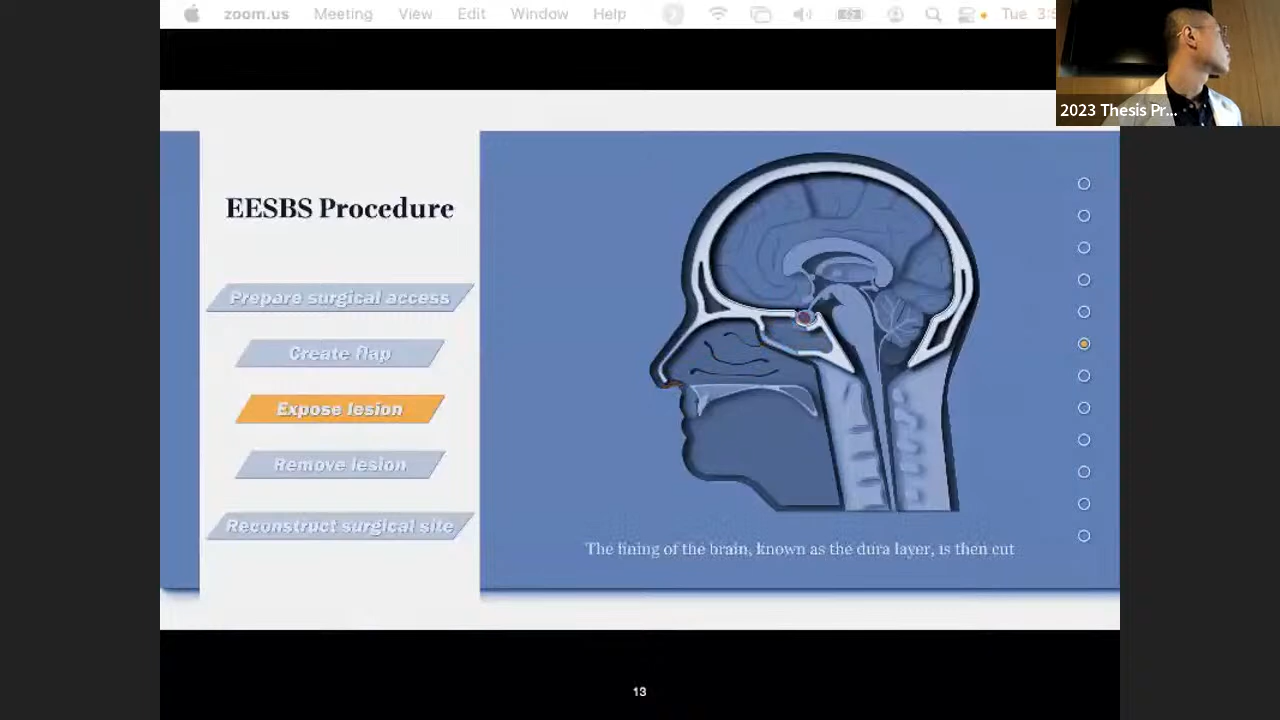 zoom.us Meeting View Edit Window Help Tue
2023 Thesis Pr...
EESBS Procedure
Prepare surgical access
Create flap
Expose lesion
Remove lesion
Reconstruct surgical site
The lining of the brain, known as the dura layer, is then cut
13